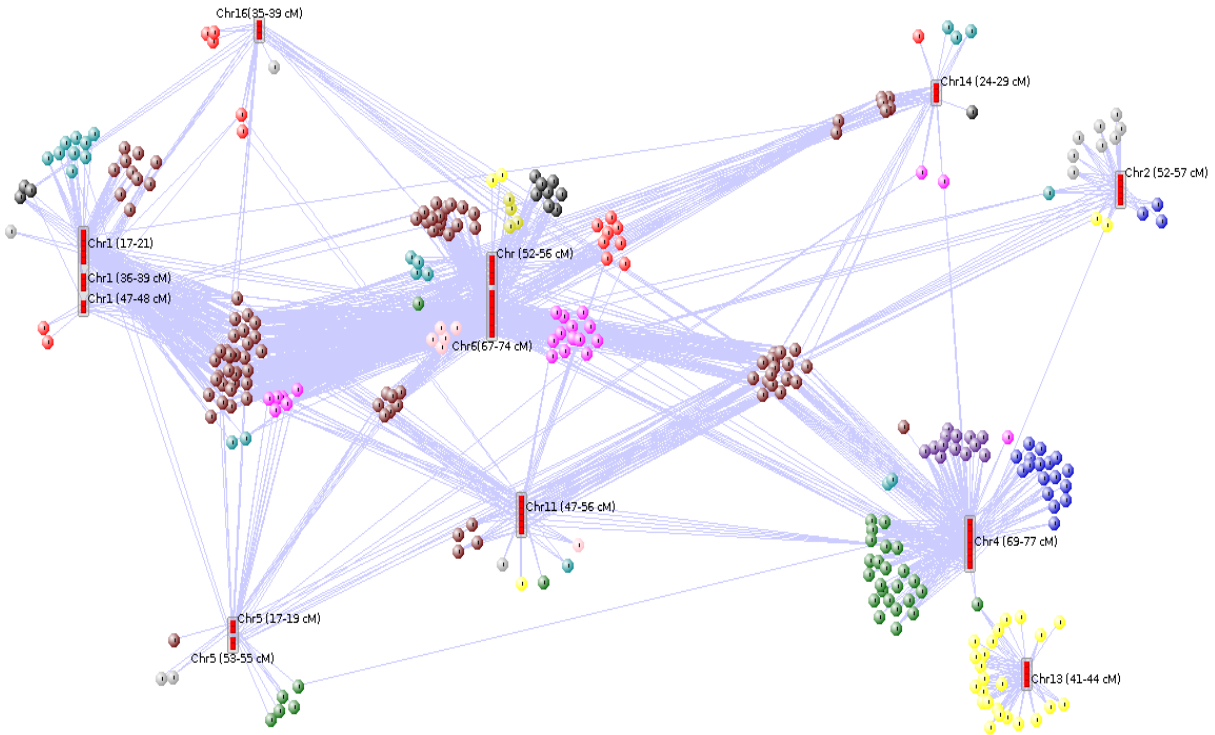 Chr16(35-39 cM)
Chr14 (24-29 cM)
Chr2 (52-57 cM)
Chr1 (17-21)
Chr (52-56 cM)
Chr1 (36-39 cM)
Chr1 (47-48 cM)
Chr6(67-74 cM)
Chr11 (47-56 cM)
Chr4 (69-77 cM)
Chr5 (17-19 cM)
Chr5 (53-55 cM)
Chr13 (41-44 cM)